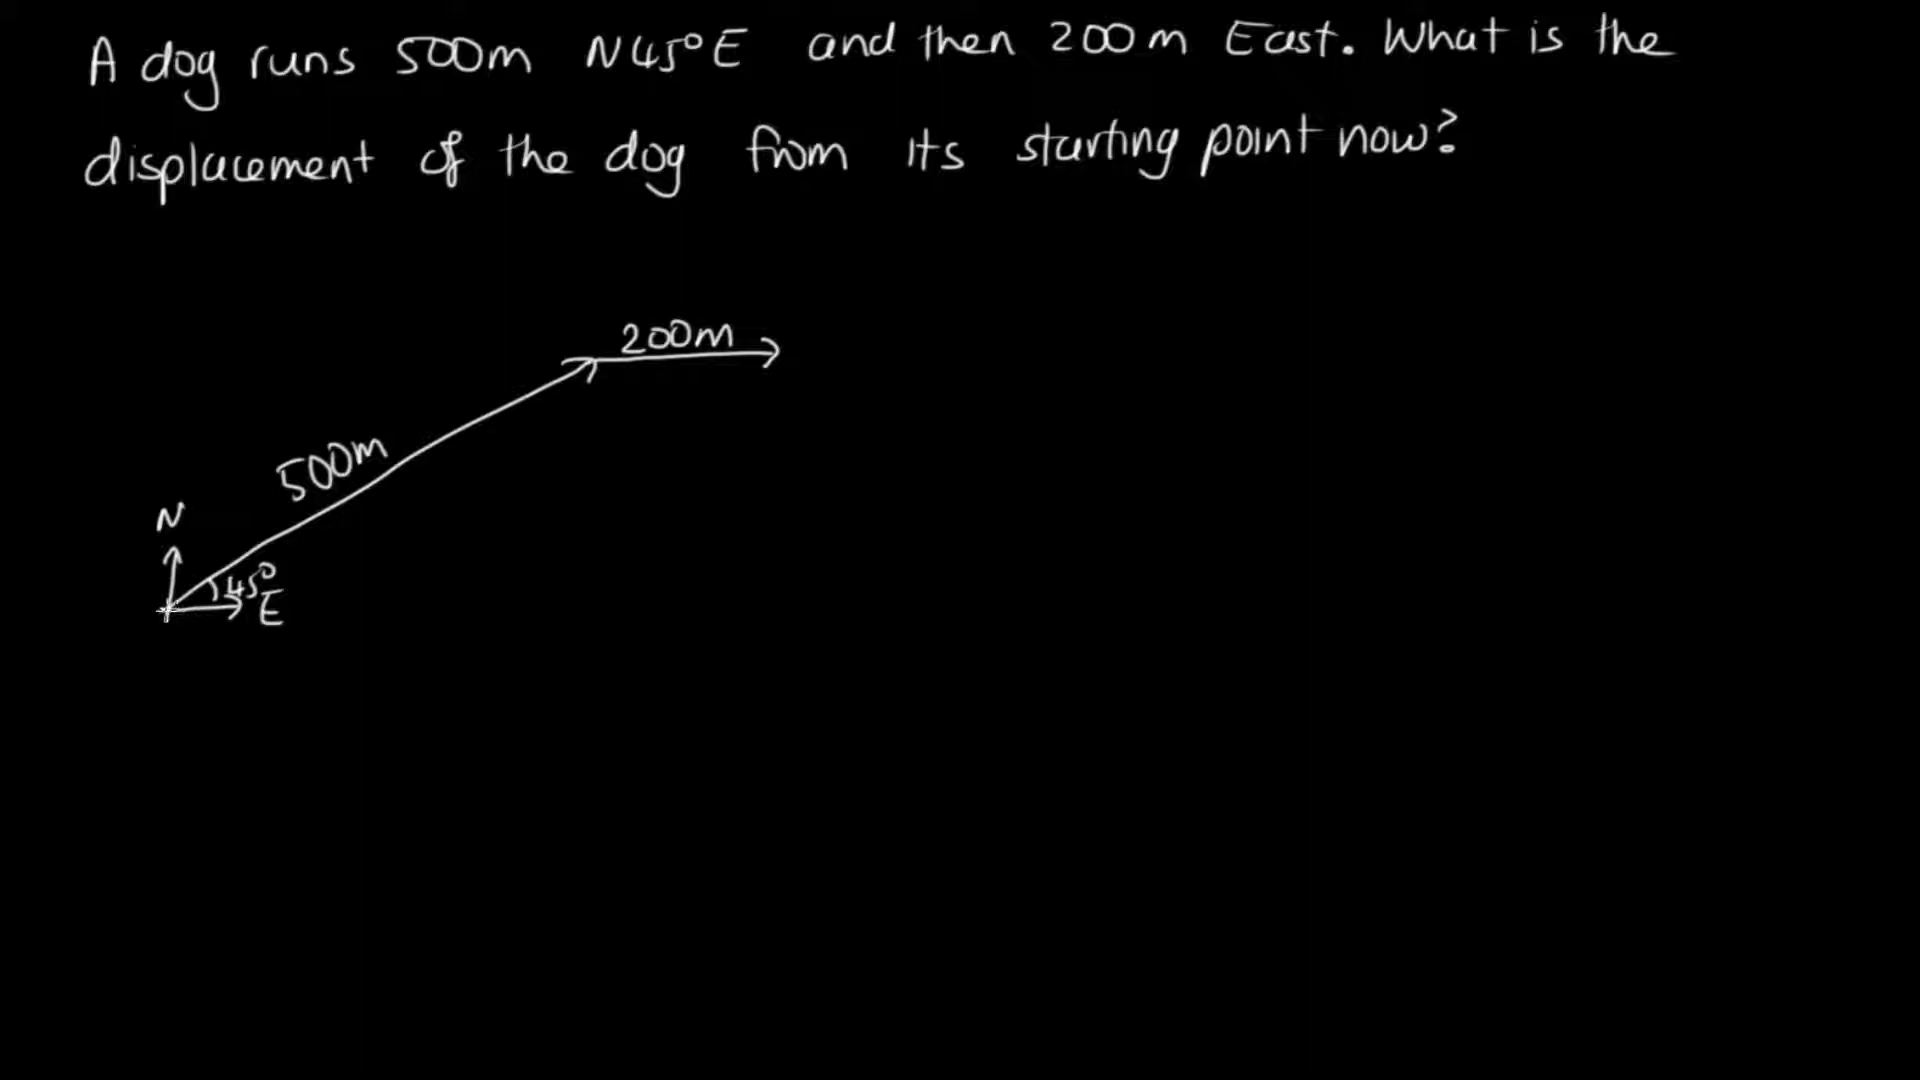 A dog runs 500m N45°E and then 200m East. What is the
displacement of the dog from its starting point now?
200m
500m
N
45°
E